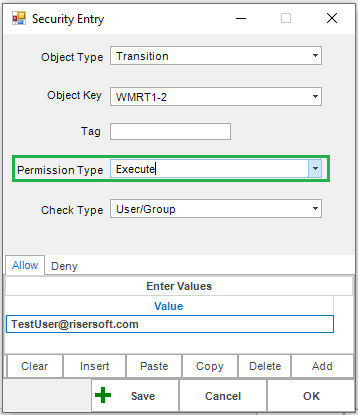 Security Entry
Object Type Transition
Object Key WMRT1-2
Tag
Permission Type Execute
Check Type User/Group
Allow Deny
Enter Values
Value
TestUser@risersoft.com
Clear Insert Paste Copy Delete Add
Save Cancel OK